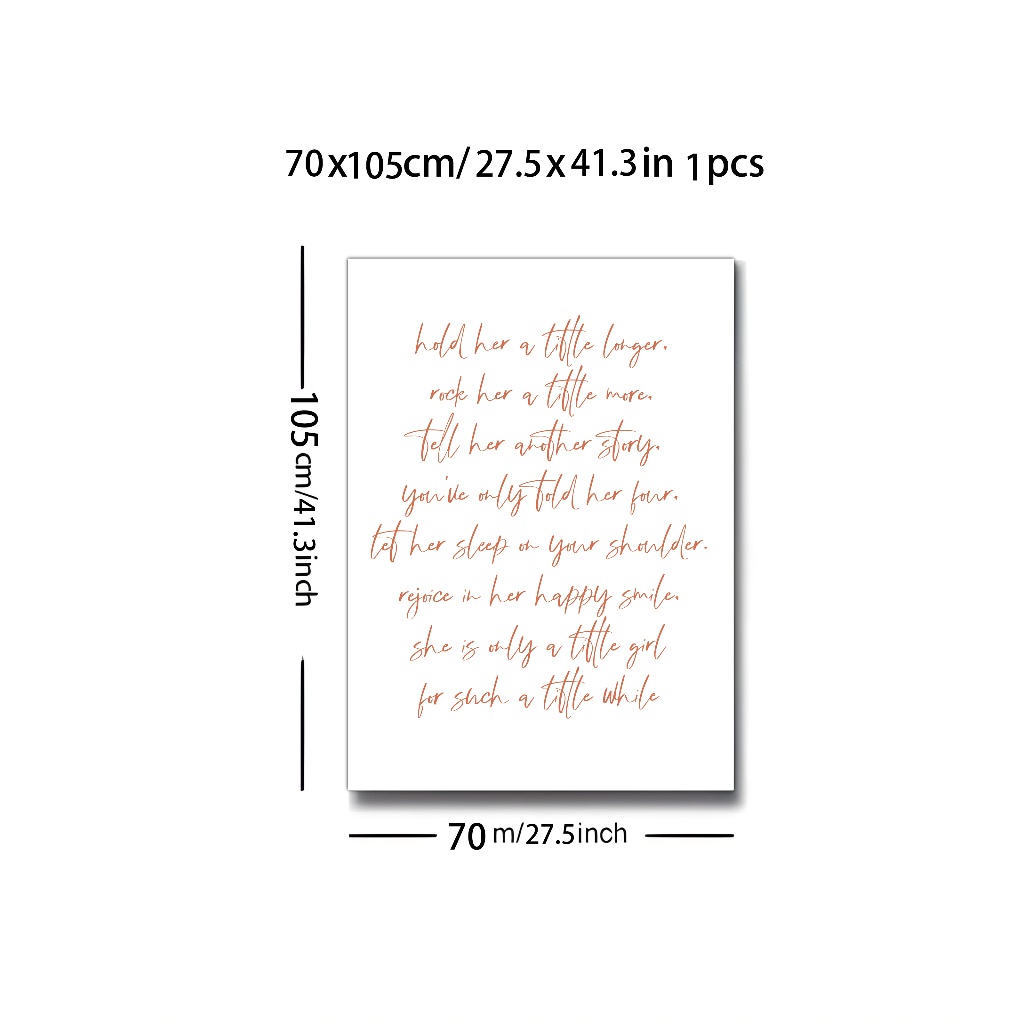 70x105cm/27.5x41.3in 1pcs
105cm/41.3inch
hold her a little longer.
rock her a little more.
tell her another story.
you've only told her four.
let her sleep on your shoulder.
rejoice in her happy smile.
she is only a little girl
for such a little while
70 m/27.5inch